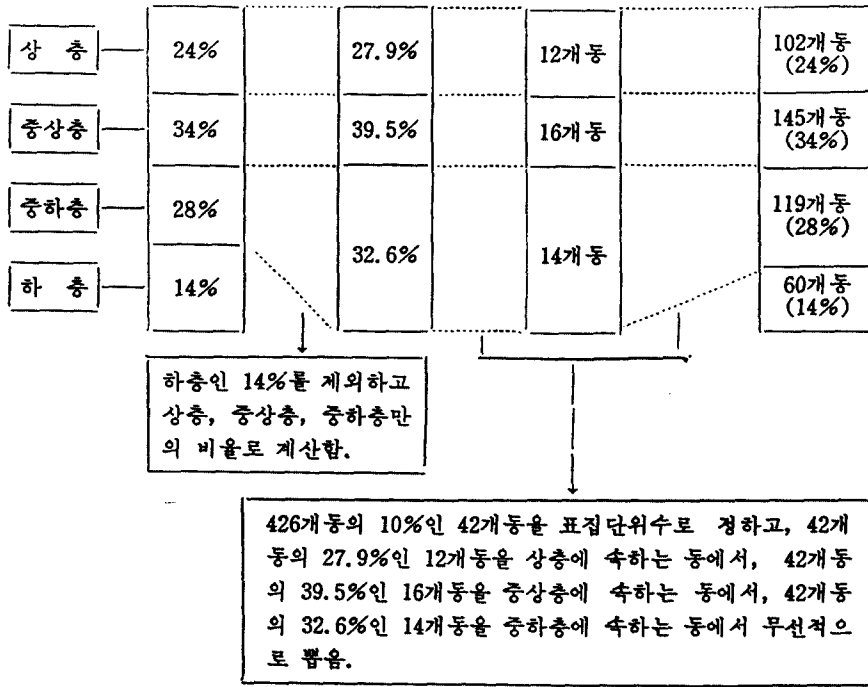 상 층 24% 27.9% 12개동 102개동
(24%)
중상층 34% 39.5% 16개동 145개동
(34%)
중하층 28% 119개동
(28%)
32.6% 14개동
하 층 14% 60개동
(14%)
하층인 14%를 제외하고
상층, 중상층, 중하층만
의 비율로 계산함.
426개동의 10%인 42개동을 표집단위수로 정하고, 42개
동의 27.9%인 12개동을 상층에 속하는 동에서, 42개동
의 39.5%인 16개동을 중상층에 속하는 동에서, 42개동
의 32.6%인 14개동을 중하층에 속하는 동에서 무선적으
로 뽑음.